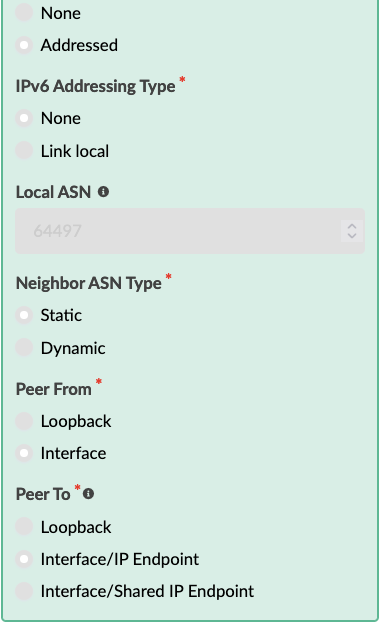 None
Addressed
IPv6 Addressing Type *
None
Link local
Local ASN
64497
Neighbor ASN Type *
Static
Dynamic
Peer From *
Loopback
Interface
Peer To *
Loopback
Interface/IP Endpoint
Interface/Shared IP Endpoint